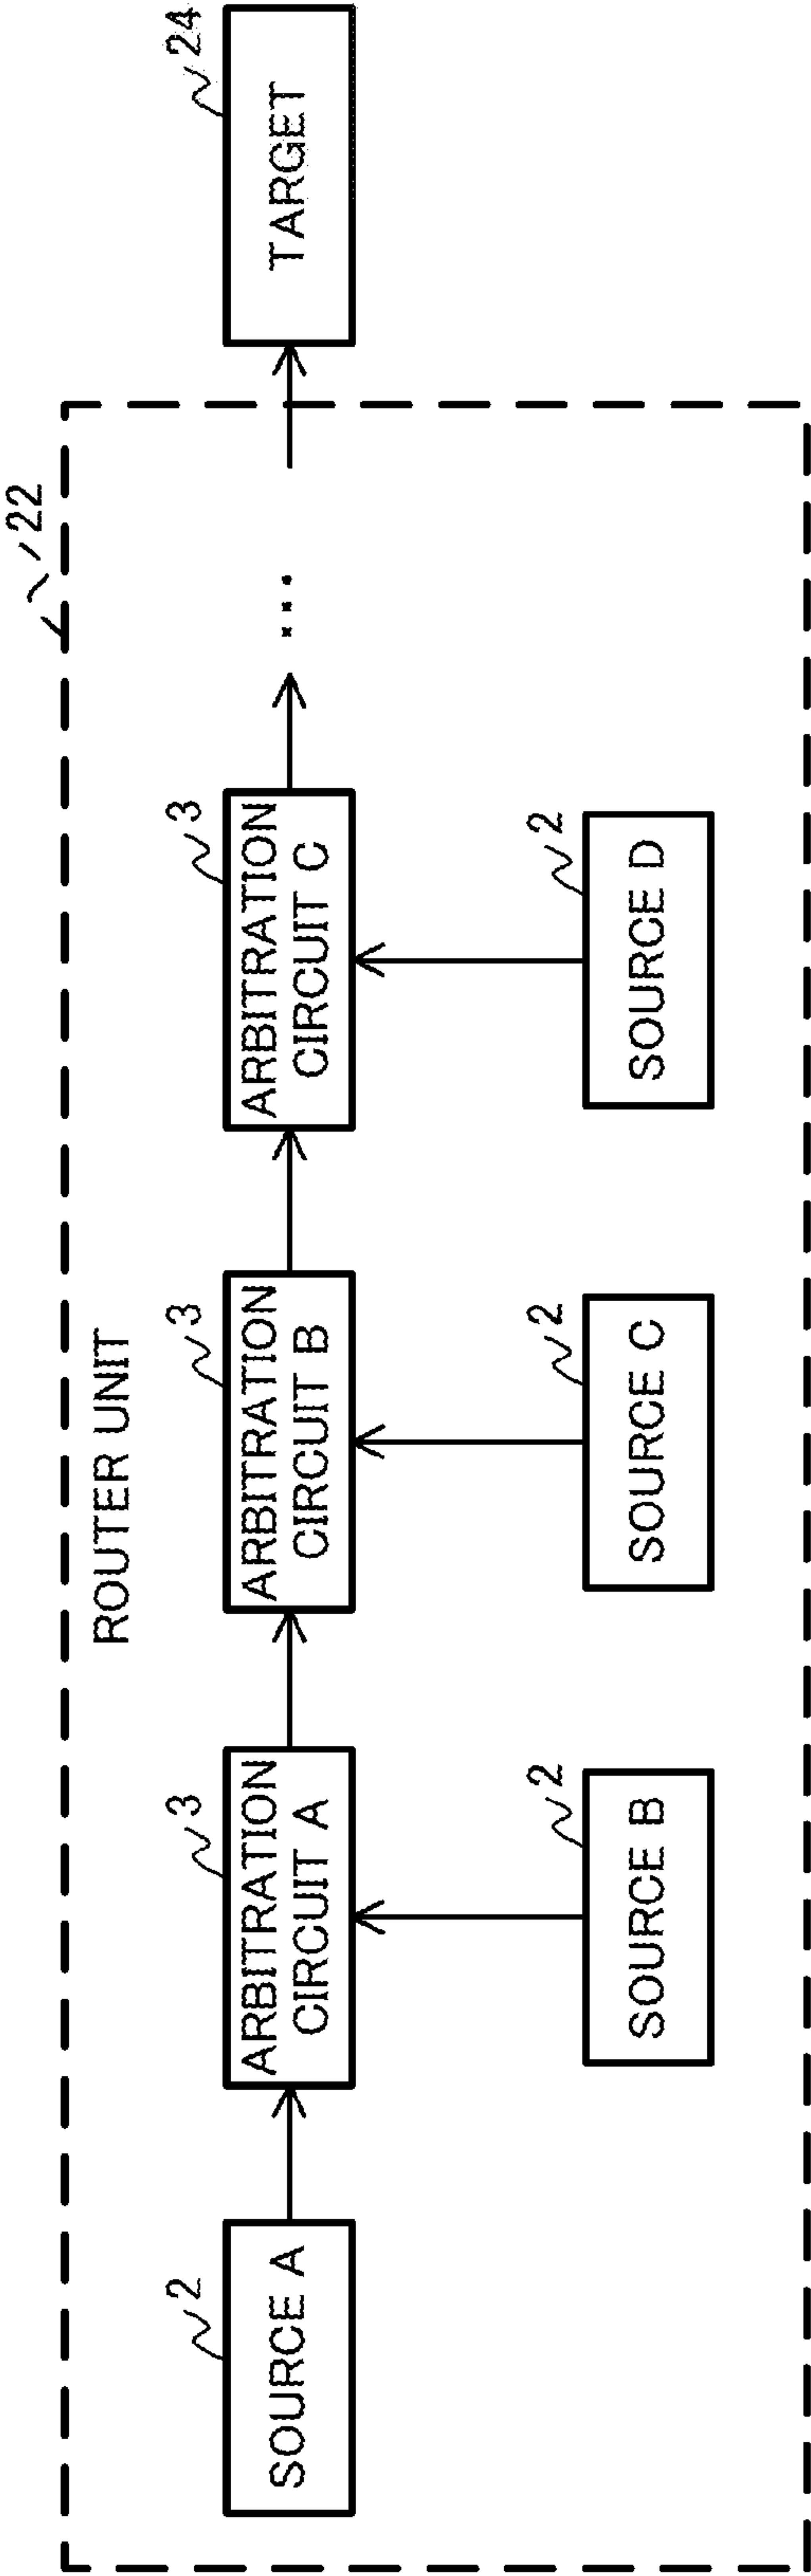 22
ROUTER UNIT
2
SOURCE A
3
ARBITRATION
CIRCUIT A
3
ARBITRATION
CIRCUIT B
3
ARBITRATION
CIRCUIT C
...
24
TARGET
2
SOURCE B
2
SOURCE C
2
SOURCE D